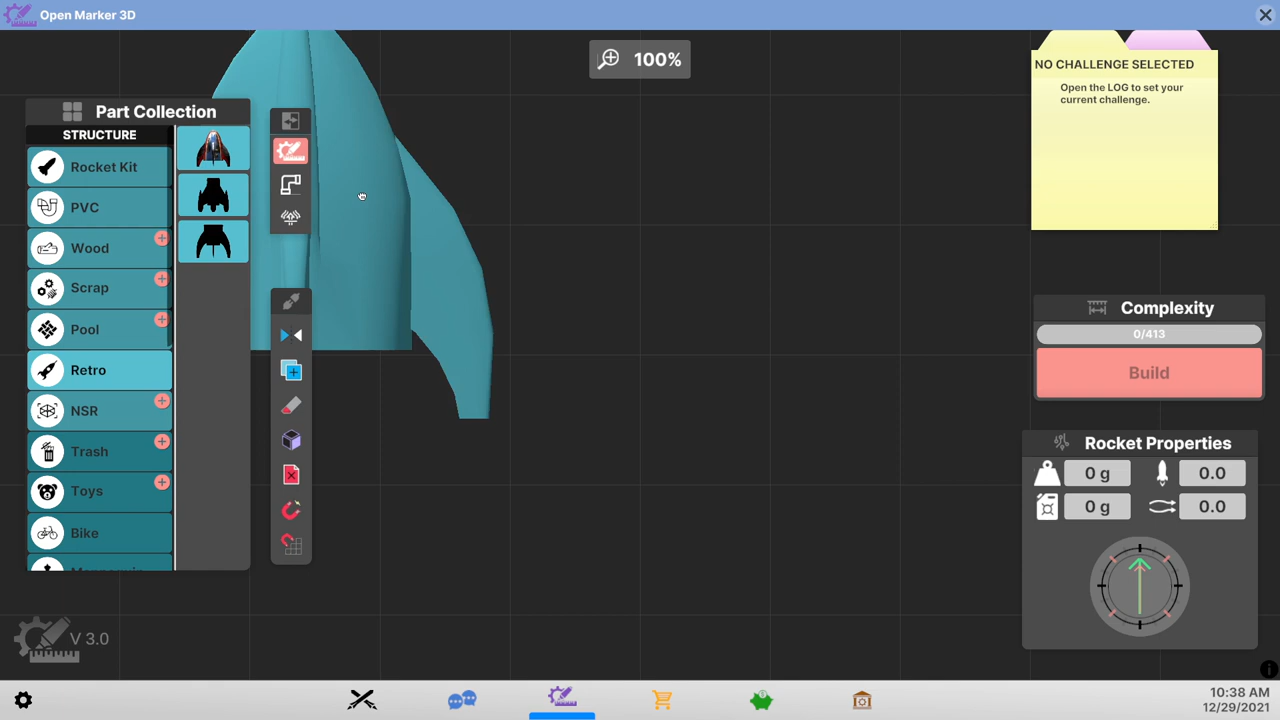 Open Marker 3D
100%
NO CHALLENGE SELECTED
Open the LOG to set your
current challenge.
Part Collection
STRUCTURE
Rocket Kit
PVC
Wood
Scrap
Pool
Retro
NSR
Trash
Toys
Bike
Complexity
0/413
Build
Rocket Properties
0 g
0.0
0 g
0.0
V 3.0
10:38 AM
12/29/2021